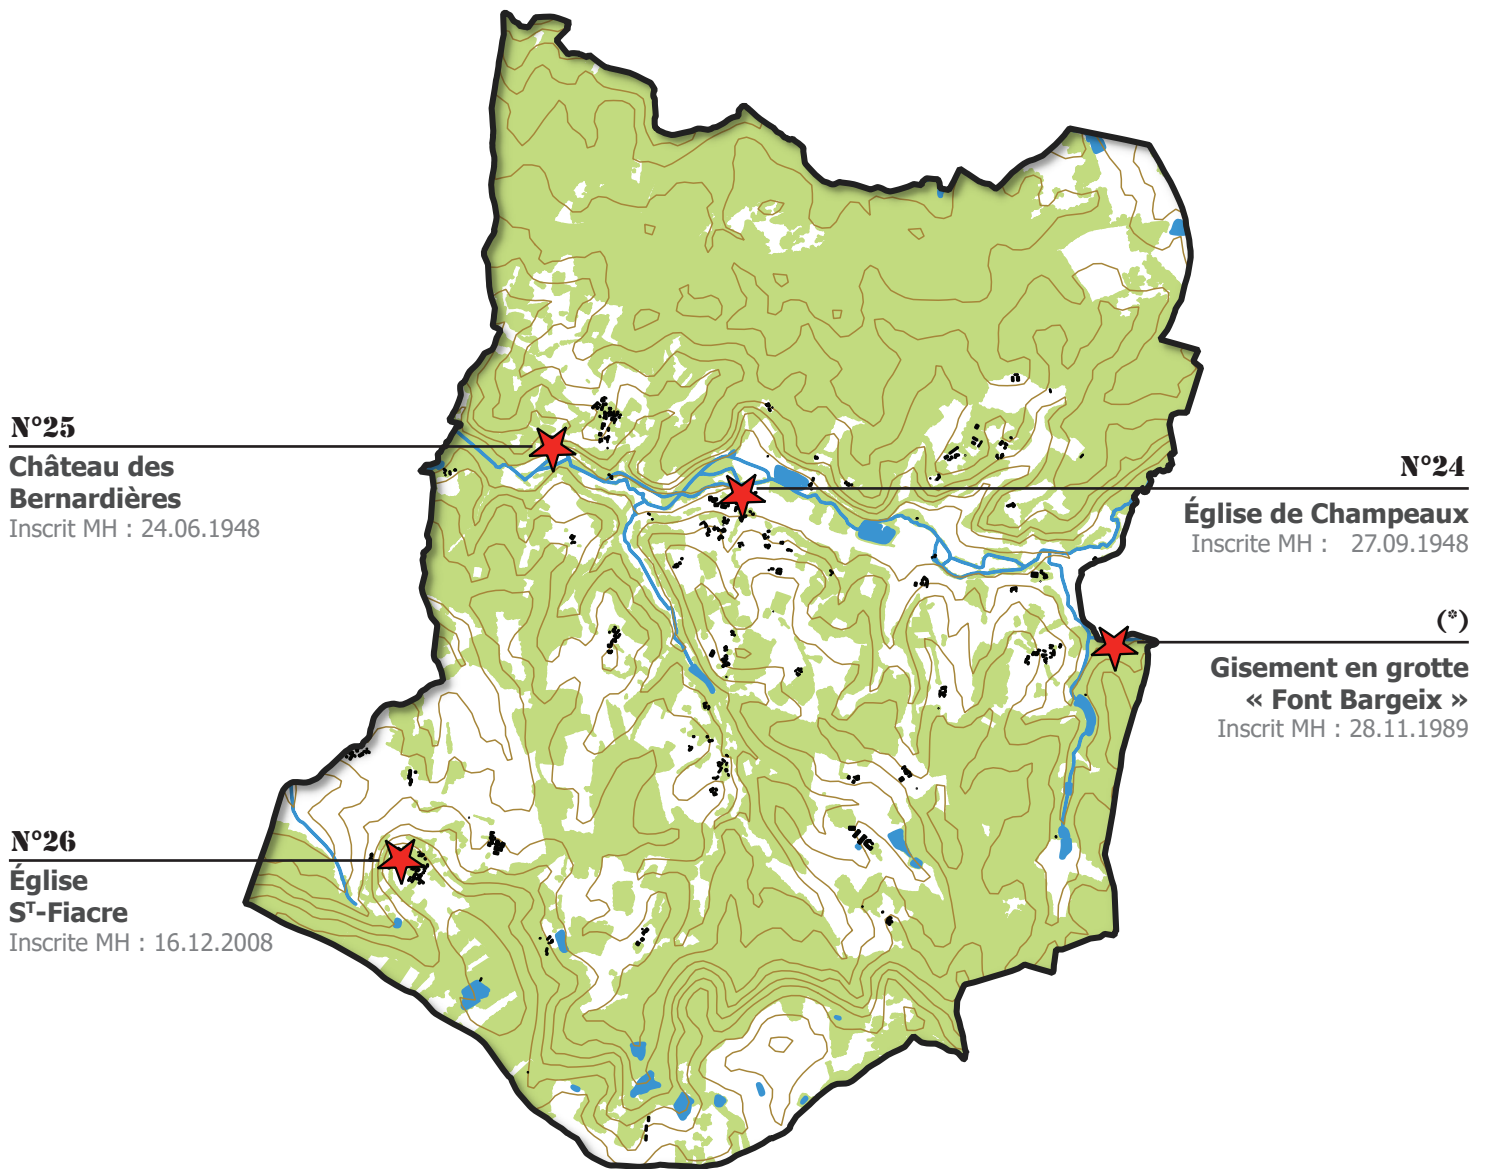 N°25
Château des
Bernardières
Inscrit MH : 24.06.1948
N°24
Église de Champeaux
Inscrite MH : 27.09.1948
(*)
Gisement en grotte
« Font Bargeix »
Inscrit MH : 28.11.1989
N°26
Église
Sᵀ-Fiacre
Inscrite MH : 16.12.2008